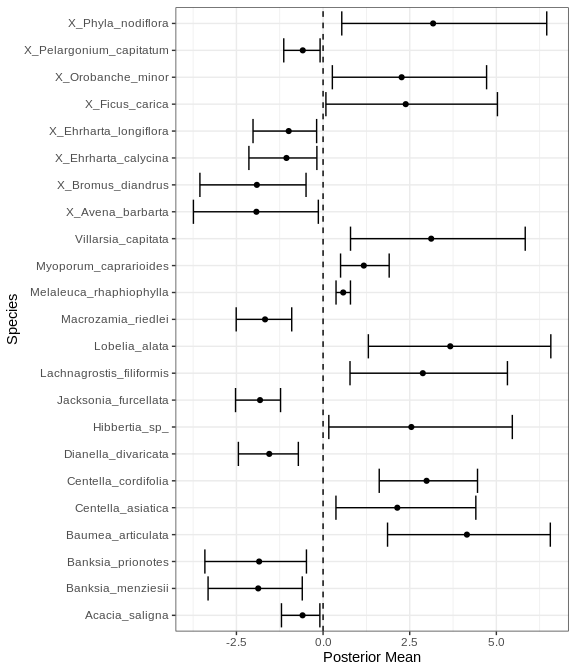 X_Phyla_nodiflora
X_Pelargonium_capitatum
X_Orobanche_minor
X_Ficus_carica
X_Ehrharta_longiflora
X_Ehrharta_calycina
X_Bromus_diandrus
X_Avena_barbarta
Villarsia_capitata
Myoporum_caprarioides
Melaleuca_rhaphiophylla
Macrozamia_riedlei
Lobelia_alata
Lachnagrostis_filiformis
Jacksonia_furcellata
Hibbertia_sp_
Dianella_divaricata
Centella_cordifolia
Centella_asiatica
Baumea_articulata
Banksia_prionotes
Banksia_menziesii
Acacia_saligna
Species
-2.5 0.0 2.5 5.0
Posterior Mean